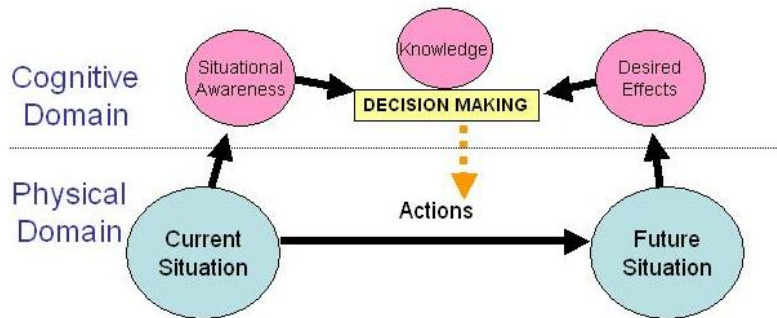 Cognitive
Domain
Situational
Awareness
Knowledge
Desired
Effects
DECISION MAKING
Physical
Domain
Actions
Current
Situation
Future
Situation